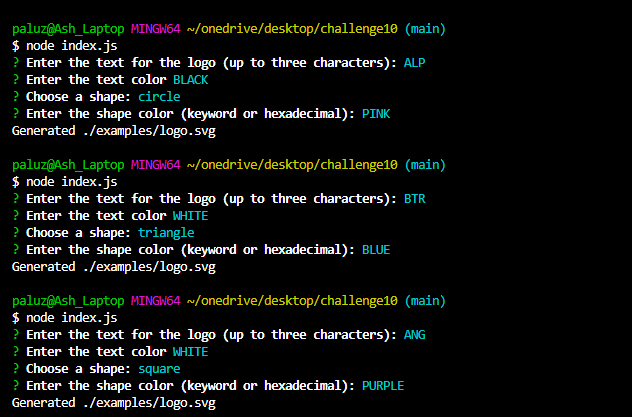 paluz@Ash_Laptop MINGW64 ~/onedrive/desktop/challenge10 (main)
$ node index.js
? Enter the text for the logo (up to three characters): ALP
? Enter the text color BLACK
? Choose a shape: circle
? Enter the shape color (keyword or hexadecimal): PINK
Generated ./examples/logo.svg
paluz@Ash_Laptop MINGW64 ~/onedrive/desktop/challenge10 (main)
$ node index.js
? Enter the text for the logo (up to three characters): BTR
? Enter the text color WHITE
? Choose a shape: triangle
? Enter the shape color (keyword or hexadecimal): BLUE
Generated ./examples/logo.svg
paluz@Ash_Laptop MINGW64 ~/onedrive/desktop/challenge10 (main)
$ node index.js
? Enter the text for the logo (up to three characters): ANG
? Enter the text color WHITE
? Choose a shape: square
? Enter the shape color (keyword or hexadecimal): PURPLE
Generated ./examples/logo.svg